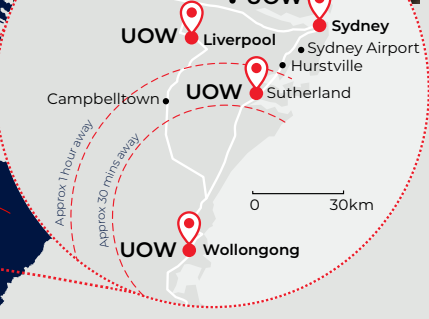 UOW
Sydney
UOW Liverpool
Sydney Airport
Hurstville
UOW Sutherland
Campbelltown
Approx 1 hour away
Approx 30 mins away
0 30km
UOW Wollongong